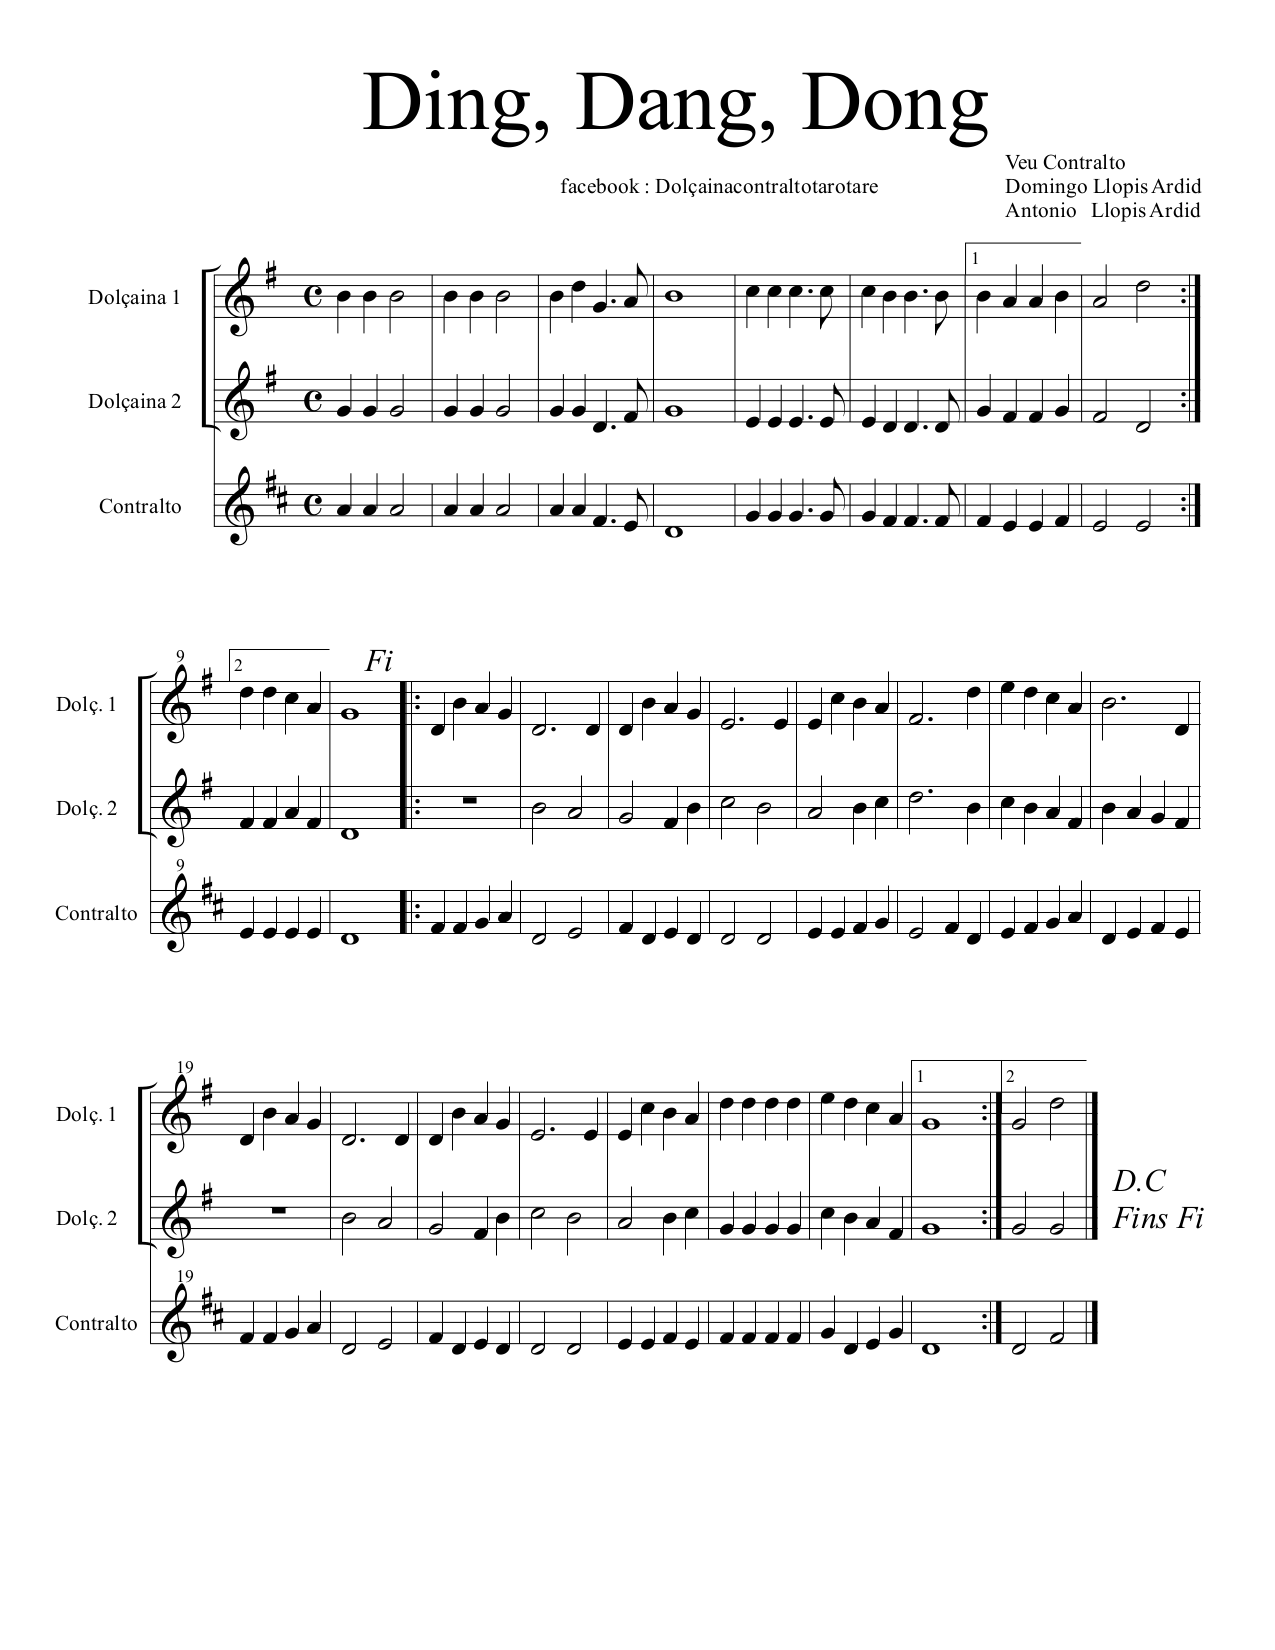 Ding, Dang, Dong
Veu Contralto
facebook : Dolçainacontraltotarotare
Domingo Llopis Ardid
Antonio Llopis Ardid
1
Dolçaina 1
Dolçaina 2
Contralto
9
2
Fi
Dolç. 1
Dolç. 2
9
Contralto
19
1
2
Dolç. 1
D.C
Dolç. 2
Fins Fi
19
Contralto